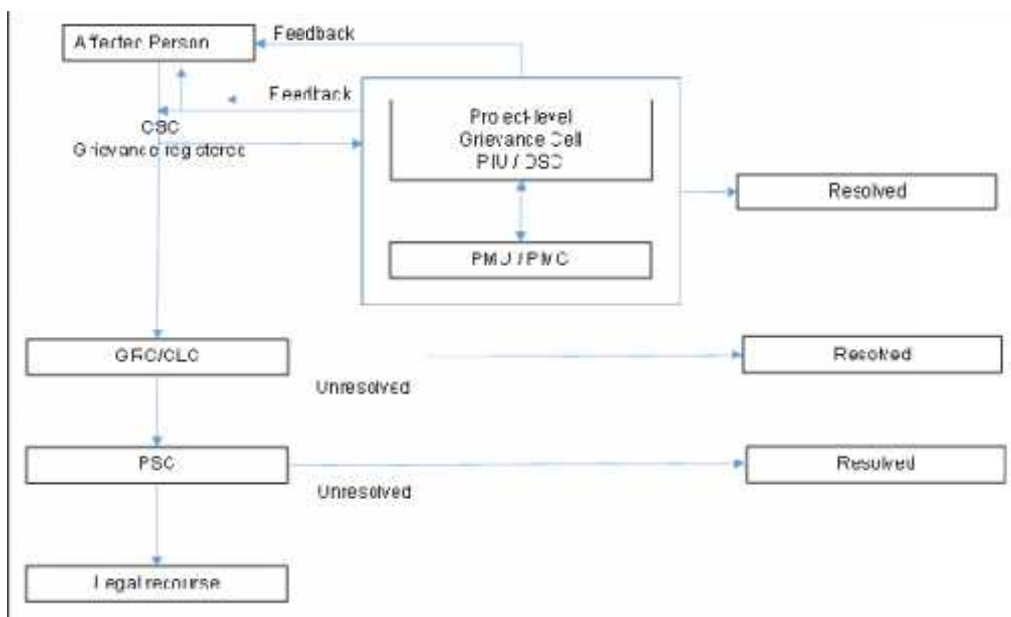 Affected Person
Feedback
Feedback
CSC
Grievance registered
Project-level
Grievance Cell
PIU / DSC
Resolved
PMU / PMC
GRC/CLC
Resolved
Unresolved
PSC
Resolved
Unresolved
Legal recourse